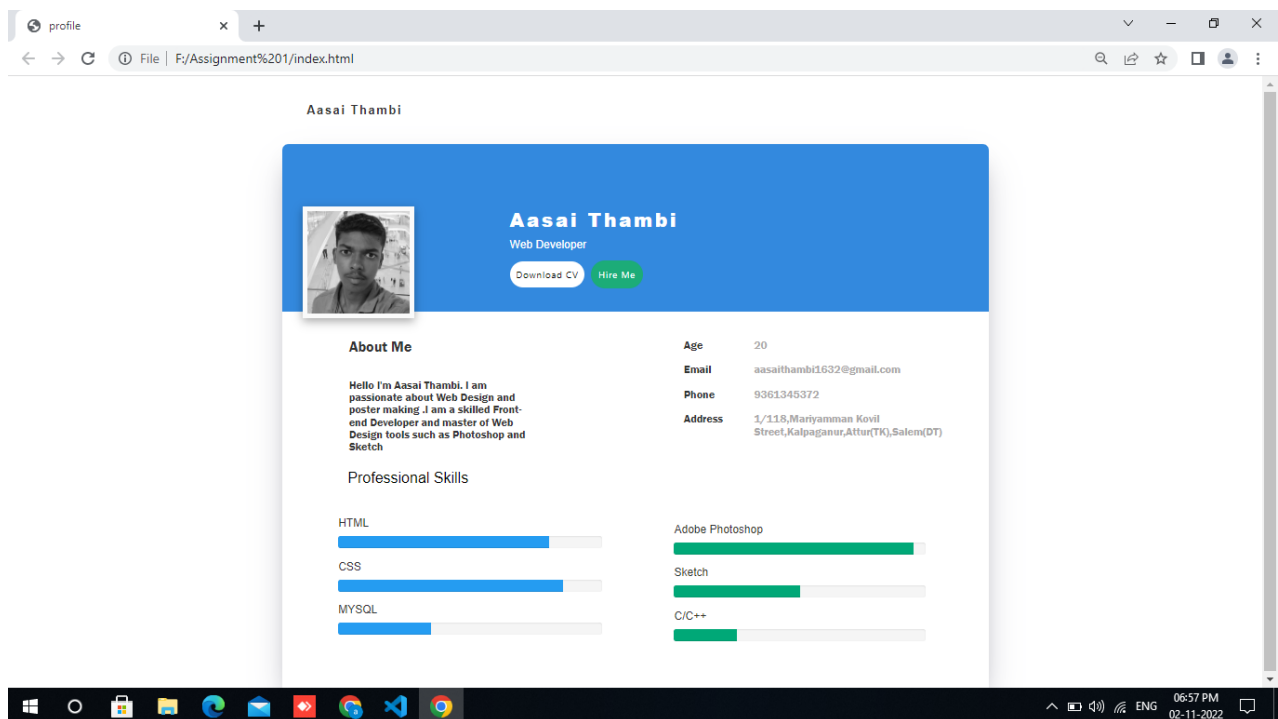 profile
File
F:/Assignment%201/index.html
Aasai Thambi
Aasai Thambi
Web Developer
Download CV
Hire Me
About Me
Hello I'm Aasai Thambi. I am
passionate about Web Design and
poster making .I am a skilled Front-
end Developer and master of Web
Design tools such as Photoshop and
Sketch
Age 20
Email aasaithambi1632@gmail.com
Phone 9361345372
Address 1/118,Mariyamman Kovil
Street,Kalpaganur,Attur(TK),Salem(DT)
Professional Skills
HTML
CSS
MYSQL
Adobe Photoshop
Sketch
C/C++
ENG
06:57 PM
02-11-2022